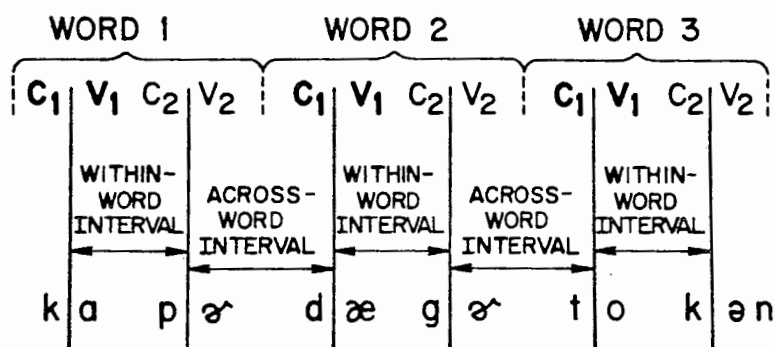 WORD 1 WORD 2 WORD 3
C₁ V₁ C₂ V₂ C₁ V₁ C₂ V₂ C₁ V₁ C₂ V₂
WITHIN-WORD INTERVAL
ACROSS-WORD INTERVAL
WITHIN-WORD INTERVAL
ACROSS-WORD INTERVAL
WITHIN-WORD INTERVAL
k a p ɚ d æ g ɚ t o k ə n